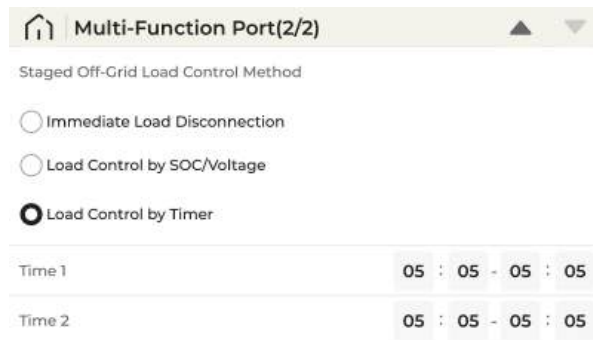 Multi-Function Port(2/2)
Staged Off-Grid Load Control Method
Immediate Load Disconnection
Load Control by SOC/Voltage
Load Control by Timer
Time 1 05 : 05 - 05 : 05
Time 2 05 : 05 - 05 : 05